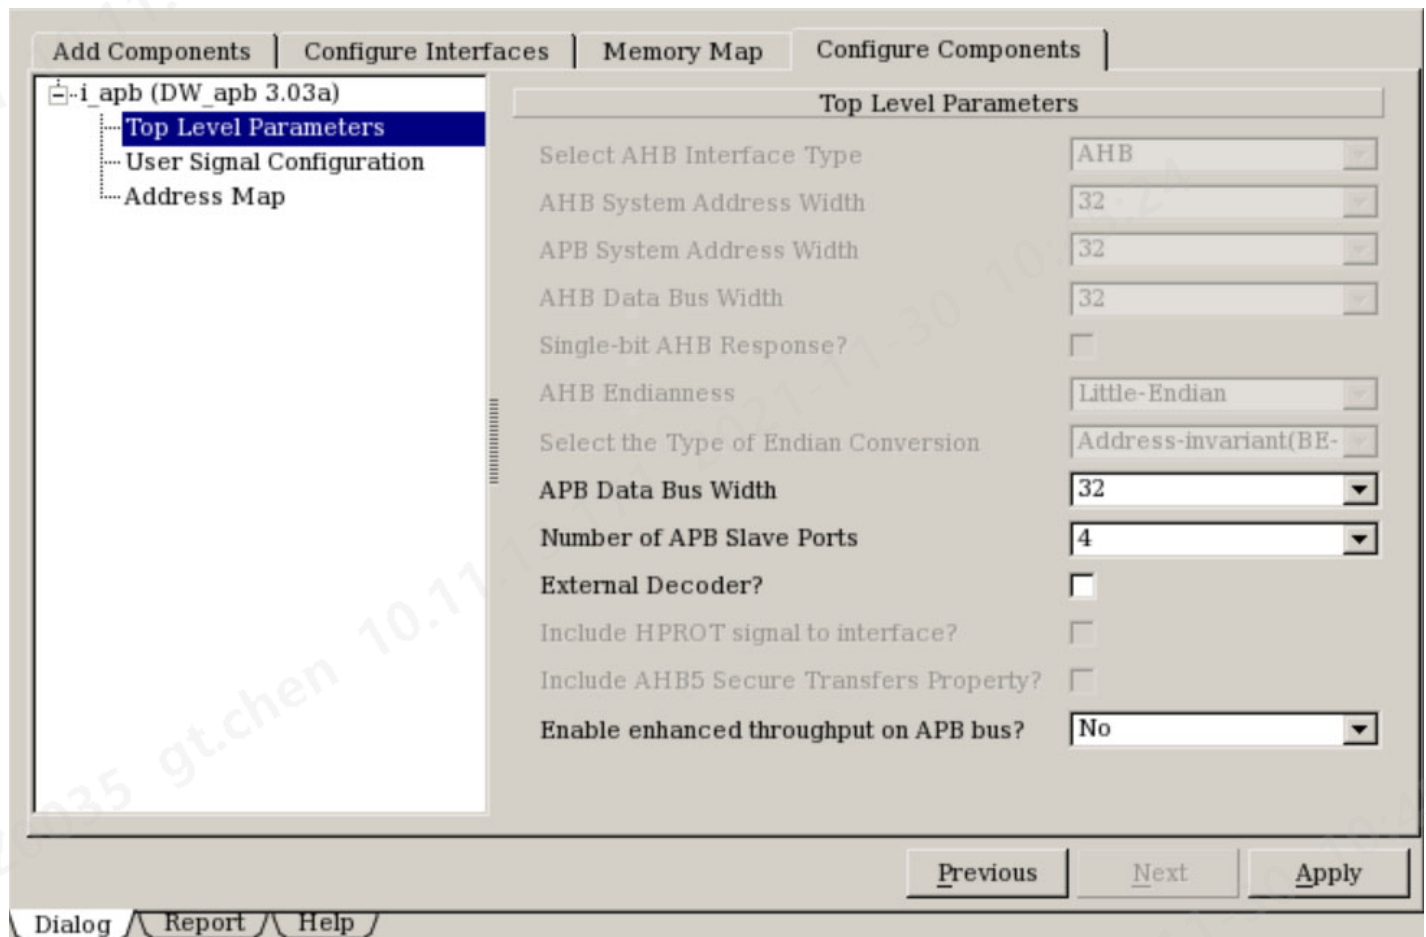 Add Components Configure Interfaces Memory Map Configure Components
i_apb (DW_apb 3.03a)
Top Level Parameters
User Signal Configuration
Address Map
Top Level Parameters
Select AHB Interface Type AHB
AHB System Address Width 32
APB System Address Width 32
AHB Data Bus Width 32
Single-bit AHB Response?
AHB Endianness Little-Endian
Select the Type of Endian Conversion Address-invariant(BE-
APB Data Bus Width 32
Number of APB Slave Ports 4
External Decoder?
Include HPROT signal to interface?
Include AHB5 Secure Transfers Property?
Enable enhanced throughput on APB bus? No
Previous Next Apply
Dialog Report Help